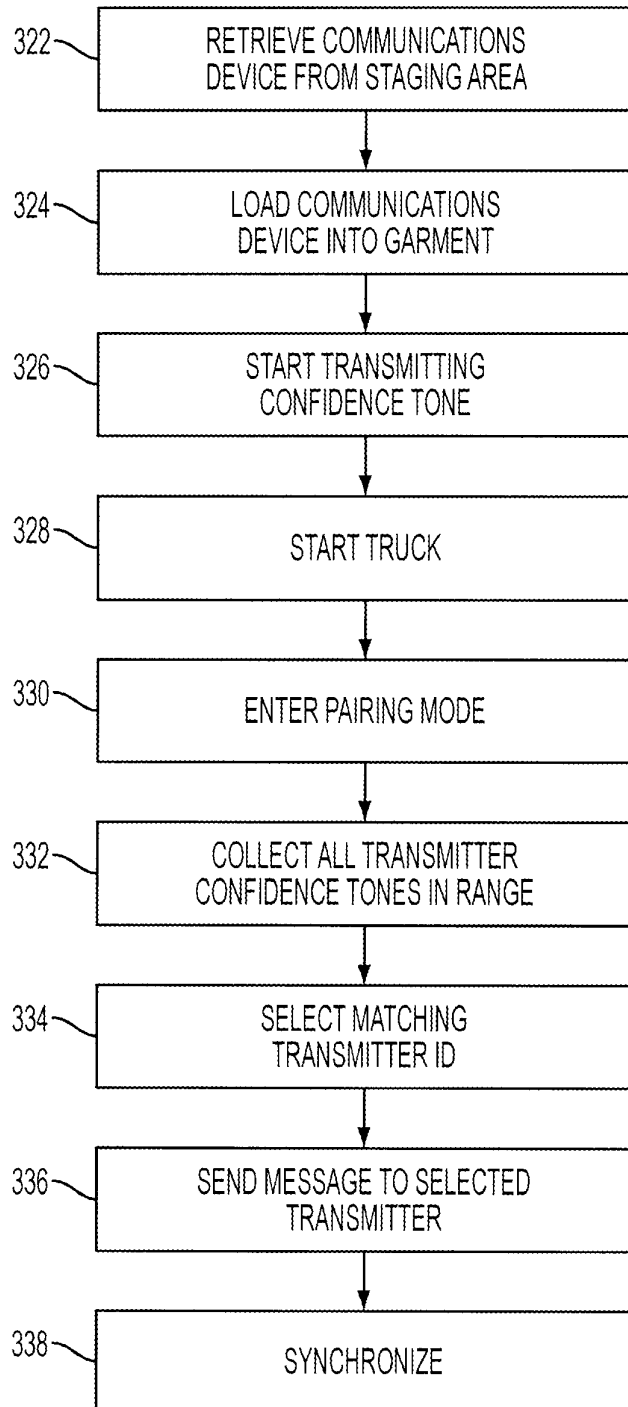 322
RETRIEVE COMMUNICATIONS
DEVICE FROM STAGING AREA
324
LOAD COMMUNICATIONS
DEVICE INTO GARMENT
326
START TRANSMITTING
CONFIDENCE TONE
328
START TRUCK
330
ENTER PAIRING MODE
332
COLLECT ALL TRANSMITTER
CONFIDENCE TONES IN RANGE
334
SELECT MATCHING
TRANSMITTER ID
336
SEND MESSAGE TO SELECTED
TRANSMITTER
338
SYNCHRONIZE